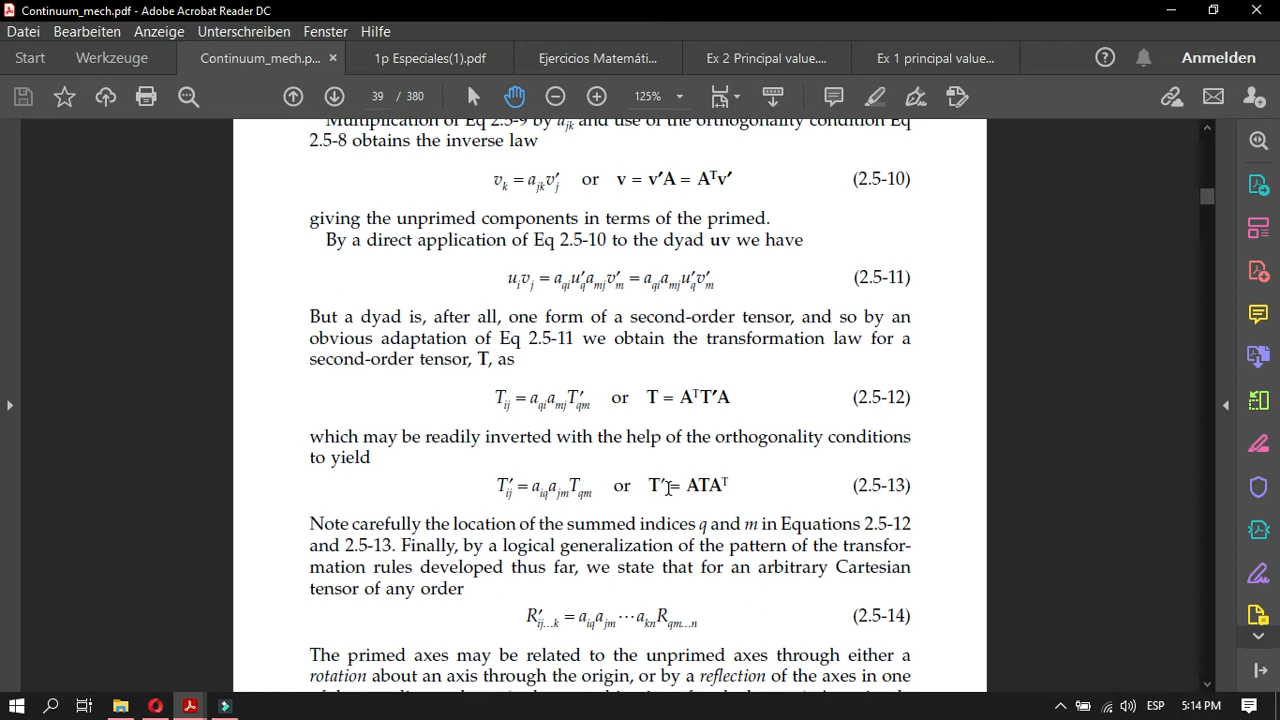 Continuum_mech.pdf - Adobe Acrobat Reader DC
Datei Bearbeiten Anzeige Unterschreiben Fenster Hilfe
Start Werkzeuge Continuum_mech.p... × 1p Especiales(1).pdf Ejercicios Matemáti... Ex 2 Principal value.... Ex 1 principal value... Anmelden
39 / 380 125%
Multiplication of Eq 2.5-9 by a_jk and use of the orthogonality condition Eq
2.5-8 obtains the inverse law
v_k = a_jk v′_j or v = v′A = Aᵀv′ (2.5-10)
giving the unprimed components in terms of the primed.
By a direct application of Eq 2.5-10 to the dyad uv we have
u_i v_j = a_qi u′_q a_mj v′_m = a_qi a_mj u′_q v′_m (2.5-11)
But a dyad is, after all, one form of a second-order tensor, and so by an
obvious adaptation of Eq 2.5-11 we obtain the transformation law for a
second-order tensor, T, as
T_ij = a_qi a_mj T′_qm or T = AᵀT′A (2.5-12)
which may be readily inverted with the help of the orthogonality conditions
to yield
T′_ij = a_iq a_jm T_qm or T′ = ATAᵀ (2.5-13)
Note carefully the location of the summed indices q and m in Equations 2.5-12
and 2.5-13. Finally, by a logical generalization of the pattern of the transfor-
mation rules developed thus far, we state that for an arbitrary Cartesian
tensor of any order
R′_ij…k = a_iq a_jm ⋯ a_kn R_qm…n (2.5-14)
The primed axes may be related to the unprimed axes through either a
rotation about an axis through the origin, or by a reflection of the axes in one
ESP 5:14 PM